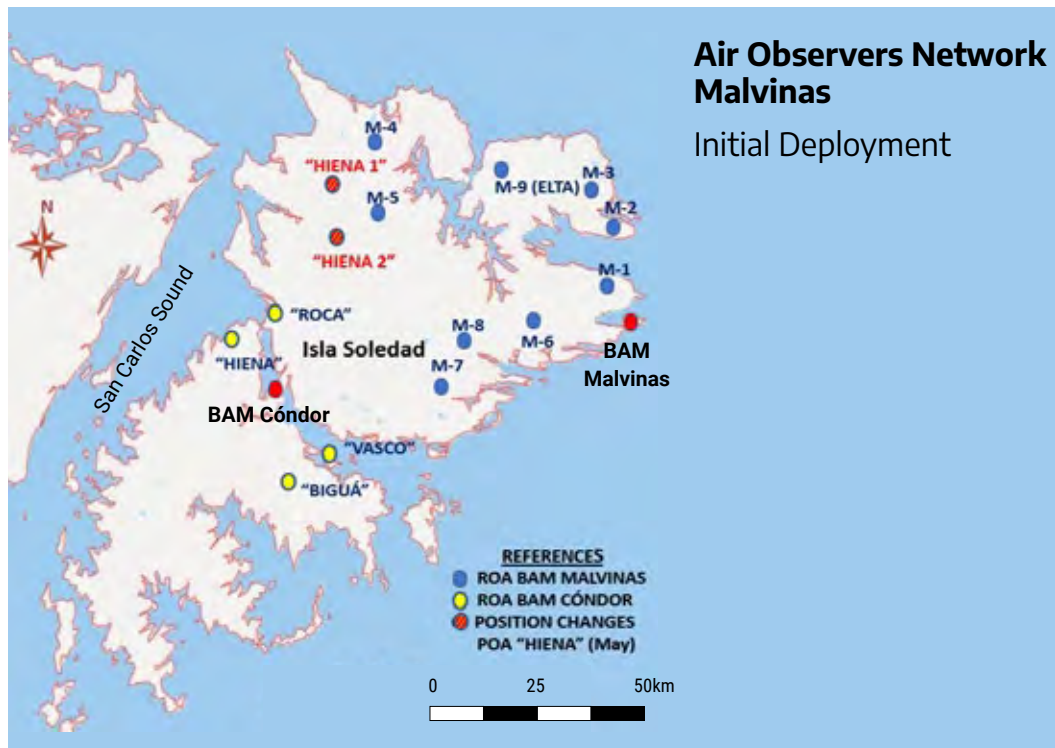 Air Observers Network
Malvinas
Initial Deployment
M-4
"HIENA 1"
M-3
M-9 (ELTA)
M-5
M-2
N
"HIENA 2"
M-1
San Carlos Sound
"ROCA"
M-8
M-6
Isla Soledad
"HIENA"
M-7
BAM
Malvinas
BAM Cóndor
"VASCO"
"BIGUÁ"
REFERENCES
ROA BAM MALVINAS
ROA BAM CÓNDOR
POSITION CHANGES
POA "HIENA" (May)
0 25 50km